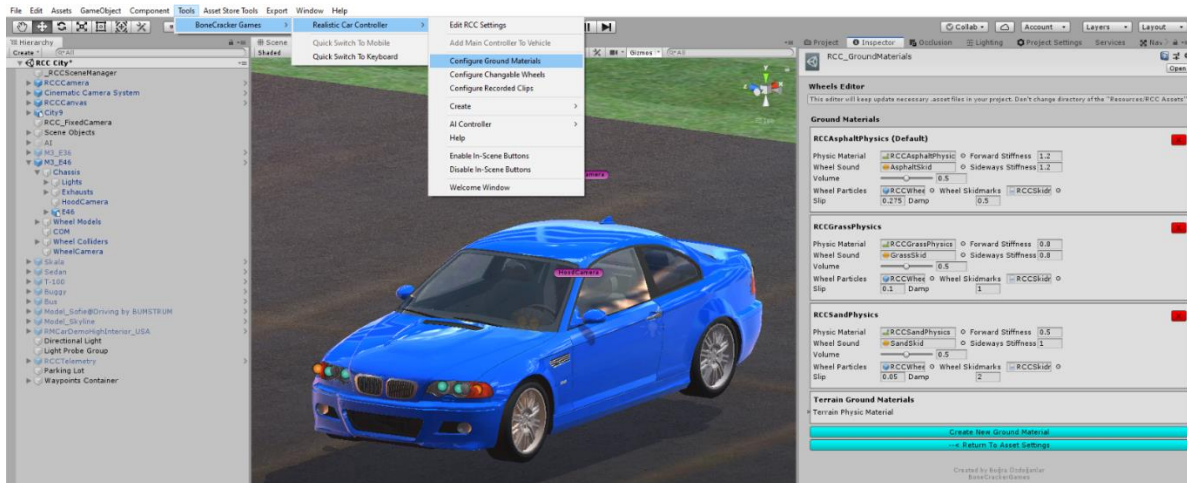 File Edit Assets GameObject Component Tools Asset Store Tools Export Window Help
Collab Account Layers Layout
BoneCracker Games
Realistic Car Controller
Quick Switch To Mobile
Quick Switch To Keyboard
Edit RCC Settings
Add Main Controller To Vehicle
Configure Ground Materials
Configure Changable Wheels
Configure Recorded Clips
Create
AI Controller
Help
Enable In-Scene Buttons
Disable In-Scene Buttons
Welcome Window
Hierarchy
Create
RCC City*
_RCCSceneManager
RCCCamera
Cinematic Camera System
RCCCanvas
City9
RCC_FixedCamera
Scene Objects
AI
M3_E36
M3_E46
Chassis
Lights
Exhausts
HoodCamera
E46
Wheel Models
COM
Wheel Colliders
WheelCamera
Skala
Sedan
T-100
Buggy
Bus
Model_Sofie@Driving by BUMSTRUM
Model_Skyline
RMCarDemoHighInterior_USA
Directional Light
Light Probe Group
RCCTelemetry
Parking Lot
Waypoints Container
Scene
Shaded
Gizmos
HoodCamera
Project Inspector Occlusion Lighting Project Settings Services Nav
RCC_GroundMaterials
Open
Wheels Editor
This editor will keep update necessary .asset files in your project. Don't change directory of the "Resources/RCC Assets"
Ground Materials
RCCAsphaltPhysics (Default)
Physic Material RCCAsphaltPhysic Forward Stiffness 1.2
Wheel Sound AsphaltSkid Sideways Stiffness 1.2
Volume 0.5
Wheel Particles RCCWheel Wheel Skidmarks RCCSkidr
Slip 0.275 Damp 0.5
RCCGrassPhysics
Physic Material RCCGrassPhysics Forward Stiffness 0.8
Wheel Sound GrassSkid Sideways Stiffness 0.8
Volume 0.5
Wheel Particles RCCWheel Wheel Skidmarks RCCSkidr
Slip 0.1 Damp 1
RCCSandPhysics
Physic Material RCCSandPhysics Forward Stiffness 0.5
Wheel Sound SandSkid Sideways Stiffness 1
Volume 0.5
Wheel Particles RCCWheel Wheel Skidmarks RCCSkidr
Slip 0.05 Damp 2
Terrain Ground Materials
Terrain Physic Material
Create New Ground Material
--< Return To Asset Settings
Created by Buğra Özdoğanlar
BoneCrackerGames